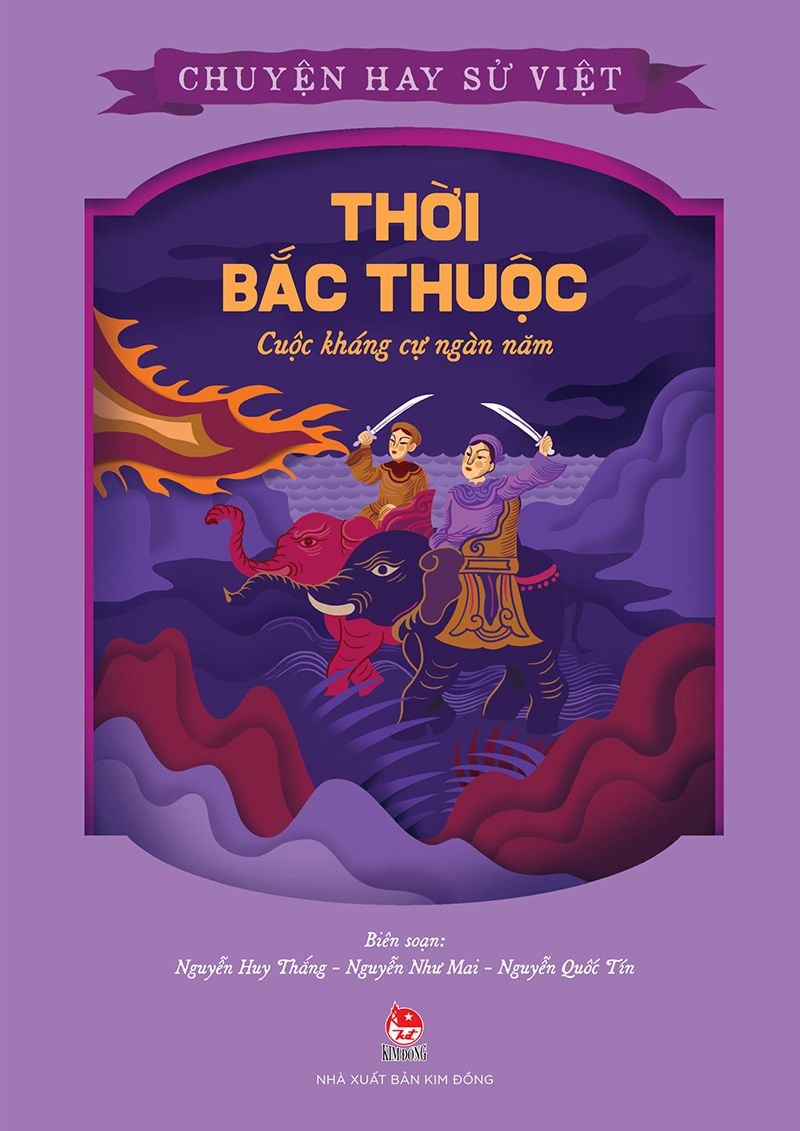 CHUYỆN HAY SỬ VIỆT
THỜI
BẮC THUỘC
Cuộc kháng cự ngàn năm
Biên soạn:
Nguyễn Huy Thắng – Nguyễn Như Mai – Nguyễn Quốc Tín
KIM ĐỒNG
NHÀ XUẤT BẢN KIM ĐỒNG